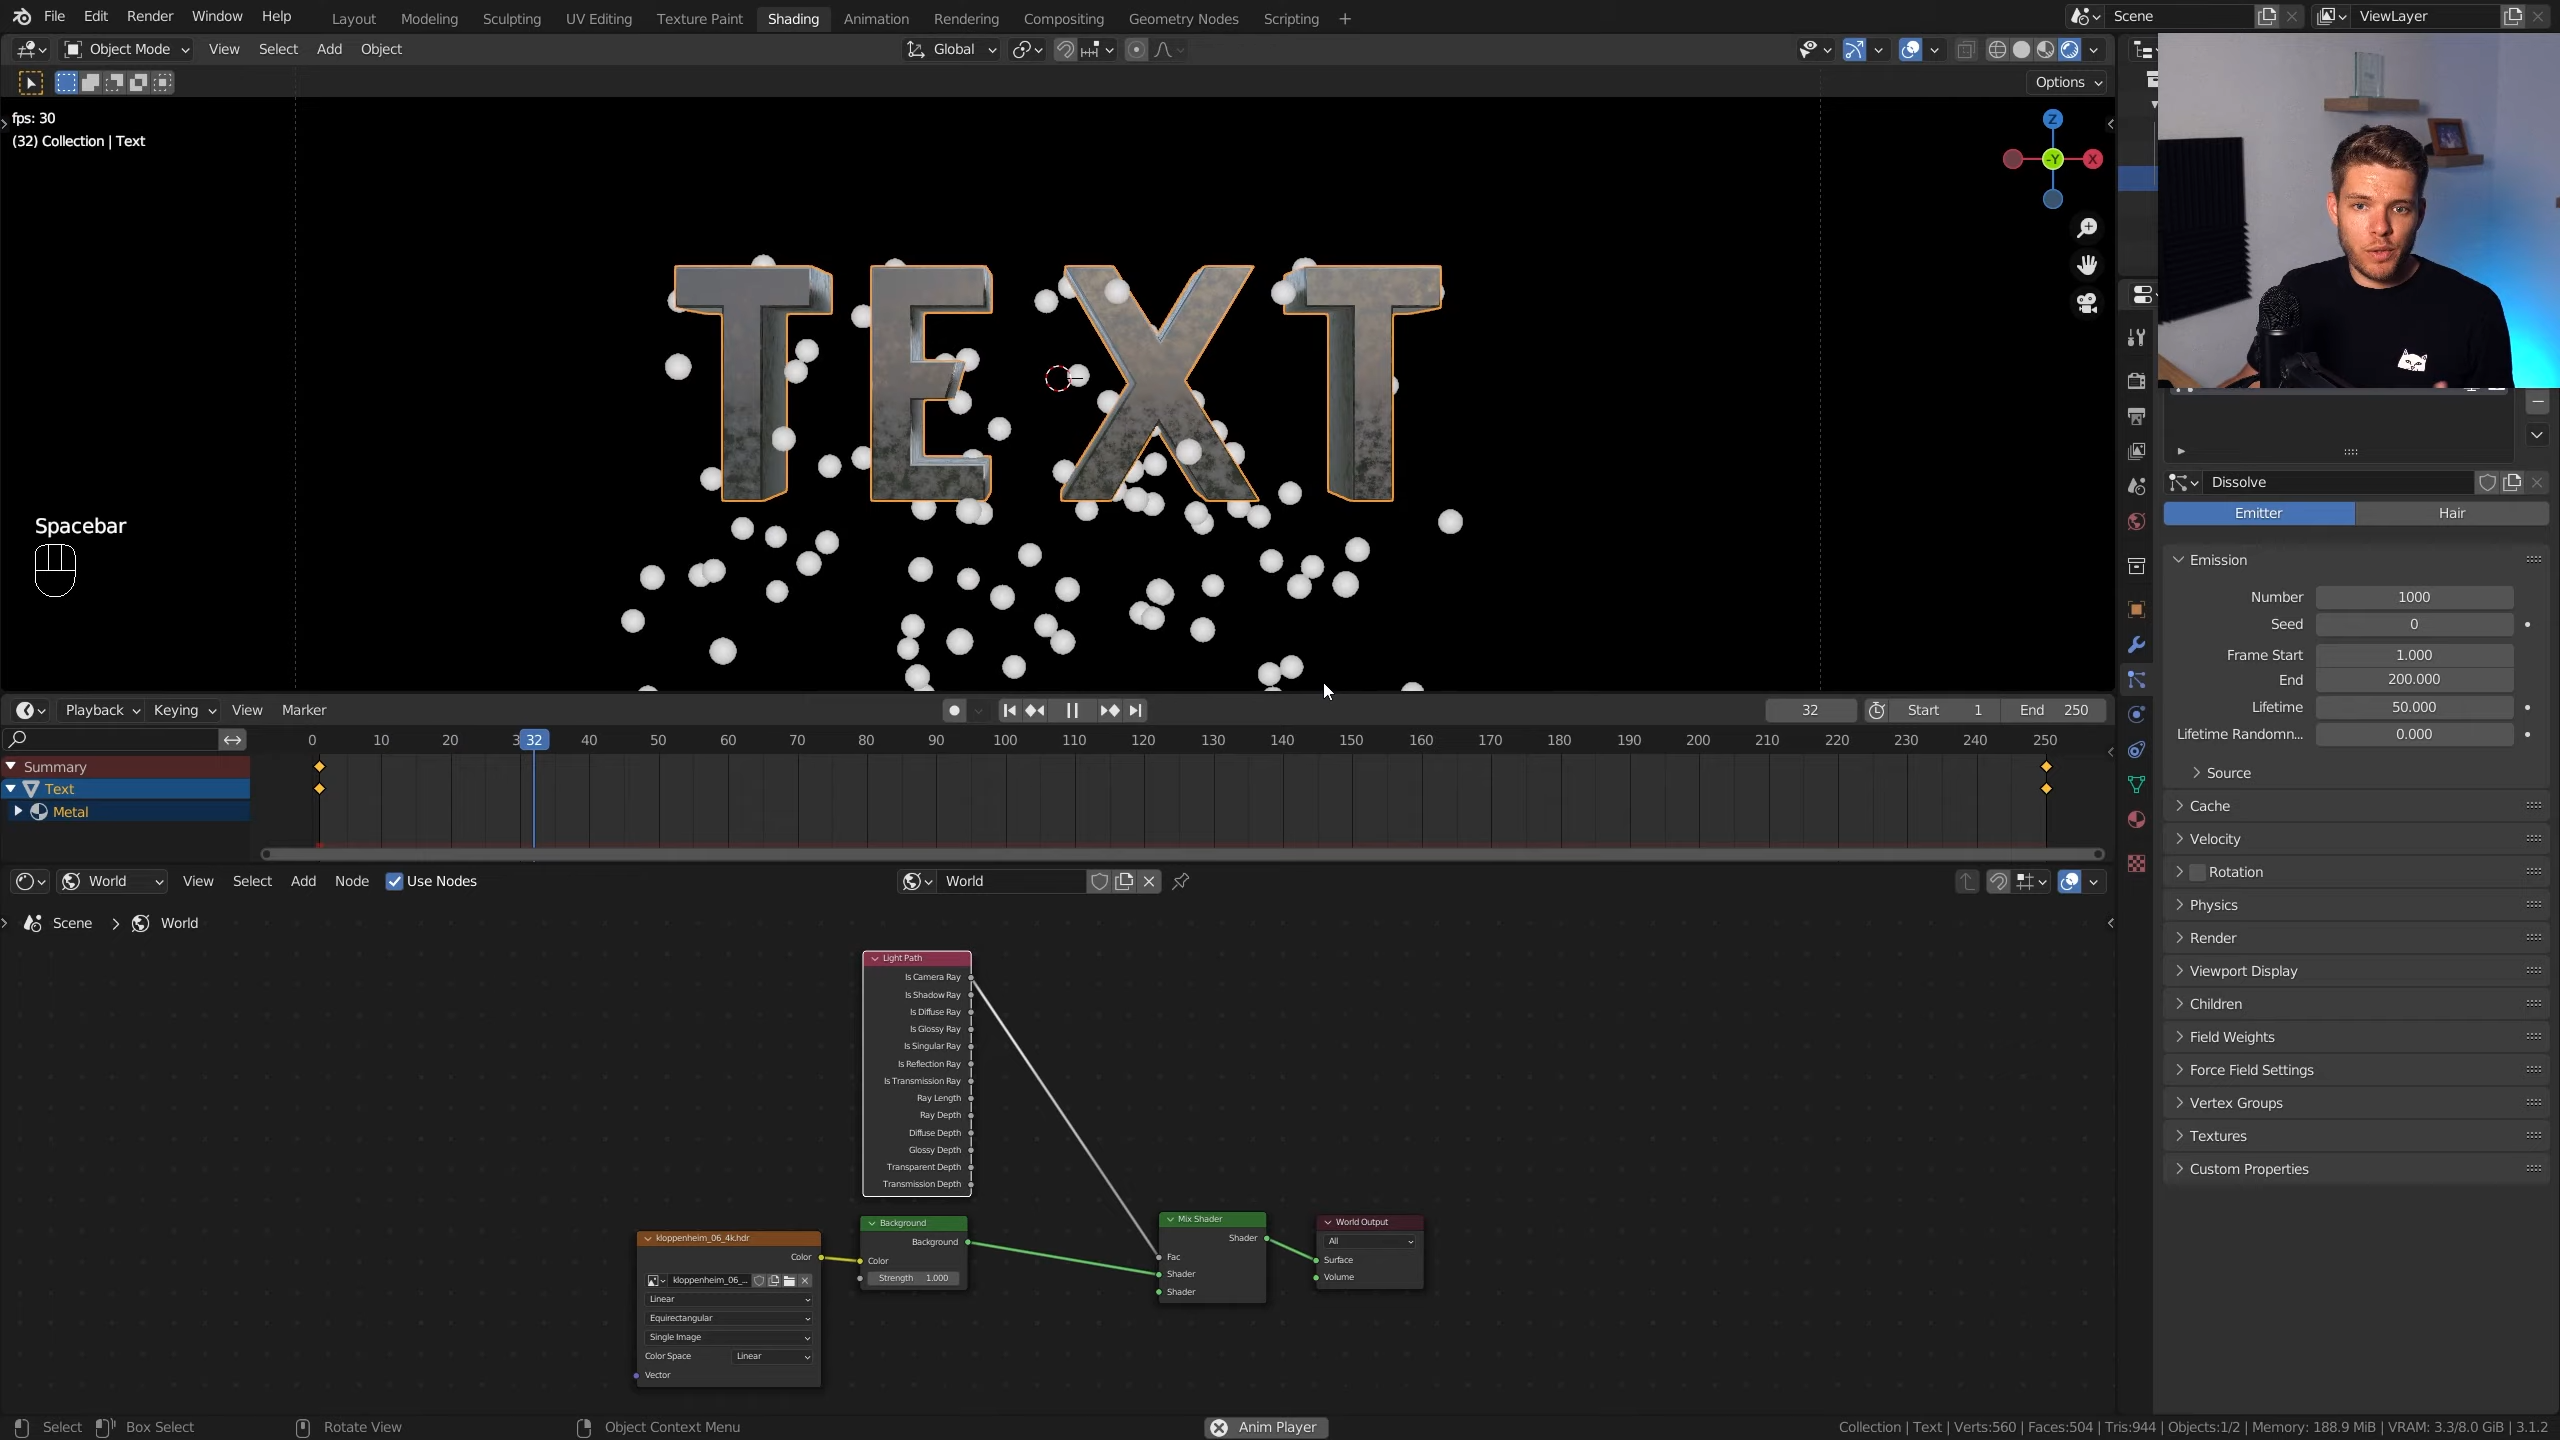 File Edit Render Window Help Layout Modeling Sculpting UV Editing Texture Paint Shading Animation Rendering Compositing Geometry Nodes Scripting + Scene ViewLayer
Object Mode View Select Add Object Global
Options
fps: 30
(32) Collection | Text
Z
-Y X
TEXT
Spacebar
Dissolve
Emitter Hair
Emission
Number 1000
Seed 0
Frame Start 1.000
End 200.000
Lifetime 50.000
Lifetime Randomn... 0.000
Source
Cache
Velocity
Rotation
Physics
Render
Viewport Display
Children
Field Weights
Force Field Settings
Vertex Groups
Textures
Custom Properties
Playback Keying View Marker 32 Start 1 End 250
0 10 20 3 32 40 50 60 70 80 90 100 110 120 130 140 150 160 170 180 190 200 210 220 230 240 250
Summary
Text
Metal
World View Select Add Node Use Nodes World
Scene > World
Light Path
Is Camera Ray
Is Shadow Ray
Is Diffuse Ray
Is Glossy Ray
Is Singular Ray
Is Reflection Ray
Is Transmission Ray
Ray Length
Ray Depth
Diffuse Depth
Glossy Depth
Transparent Depth
Transmission Depth
kloppenheim_06_4k.hdr
Color
kloppenheim_06_...
Linear
Equirectangular
Single Image
Color Space Linear
Vector
Background
Background
Color
Strength 1.000
Mix Shader
Shader
Fac
Shader
Shader
World Output
All
Surface
Volume
Select Box Select Rotate View Object Context Menu Anim Player Collection | Text | Verts:560 | Faces:504 | Tris:944 | Objects:1/2 | Memory: 188.9 MiB | VRAM: 3.3/8.0 GiB | 3.1.2